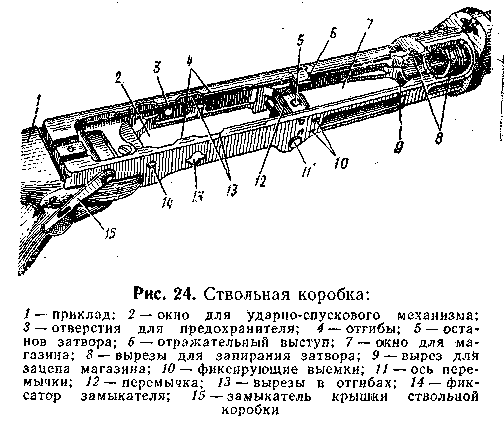 5
6
7
4
3
2
1
9
8
12
11
10
13
14
14
15
Рис. 24. Ствольная коробка:
1 — приклад; 2 — окно для ударно-спускового механизма;
3 — отверстия для предохранителя; 4 — отгибы; 5 — оста-
нов затвора; 6 — отражательный выступ; 7 — окно для ма-
газина; 8 — вырезы для запирания затвора; 9 — вырез для
зацепа магазина; 10 — фиксирующие выемки; 11 — ось пере-
мычки; 12 — перемычка; 13 — вырезы в отгибах; 14 — фик-
сатор замыкателя; 15 — замыкатель крышки ствольной
коробки